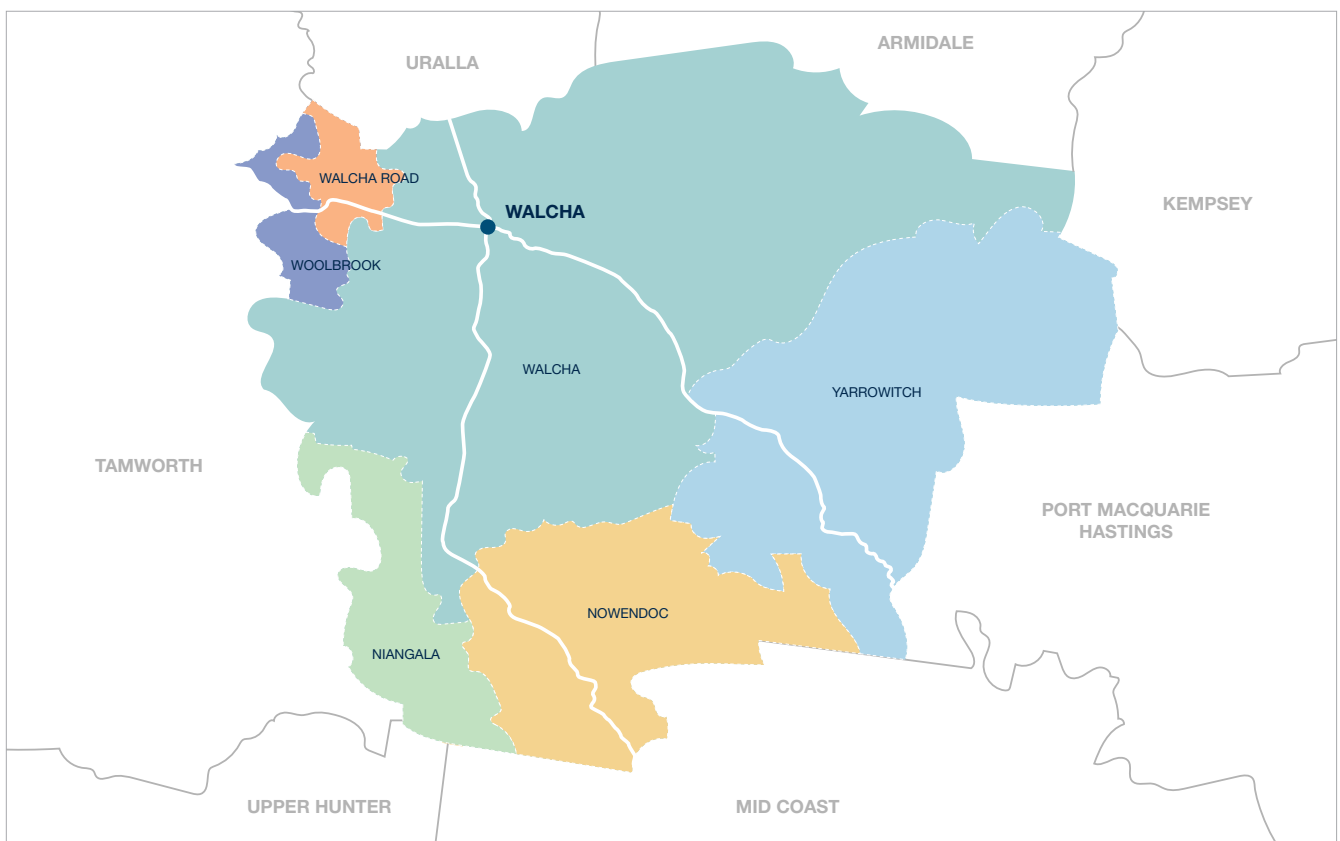 ARMIDALE
URALLA
WALCHA ROAD
KEMPSEY
WALCHA
WOOLBROOK
WALCHA
YARROWITCH
TAMWORTH
PORT MACQUARIE
HASTINGS
NOWENDOC
NIANGALA
UPPER HUNTER
MID COAST